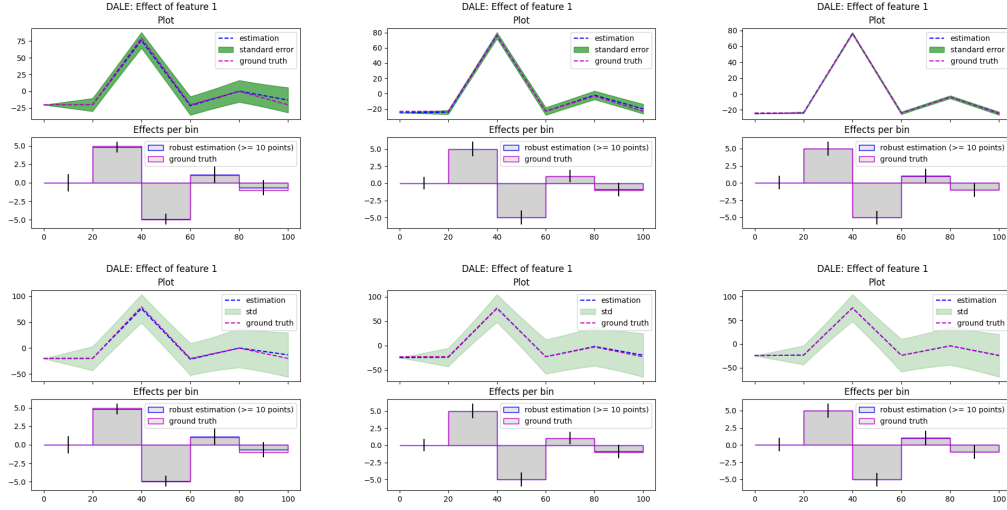 DALE: Effect of feature 1
Plot
75
50
25
0
−25
estimation
standard error
ground truth
Effects per bin
5.0
2.5
0.0
−2.5
−5.0
robust estimation (>= 10 points)
ground truth
0 20 40 60 80 100
DALE: Effect of feature 1
Plot
80
60
40
20
0
−20
estimation
standard error
ground truth
Effects per bin
5.0
2.5
0.0
−2.5
−5.0
robust estimation (>= 10 points)
ground truth
0 20 40 60 80 100
DALE: Effect of feature 1
Plot
80
60
40
20
0
−20
estimation
standard error
ground truth
Effects per bin
5.0
2.5
0.0
−2.5
−5.0
robust estimation (>= 10 points)
ground truth
0 20 40 60 80 100
DALE: Effect of feature 1
Plot
100
50
0
−50
estimation
std
ground truth
Effects per bin
5.0
2.5
0.0
−2.5
−5.0
robust estimation (>= 10 points)
ground truth
0 20 40 60 80 100
DALE: Effect of feature 1
Plot
100
50
0
−50
estimation
std
ground truth
Effects per bin
5.0
2.5
0.0
−2.5
−5.0
robust estimation (>= 10 points)
ground truth
0 20 40 60 80 100
DALE: Effect of feature 1
Plot
100
50
0
−50
estimation
std
ground truth
Effects per bin
5.0
2.5
0.0
−2.5
−5.0
robust estimation (>= 10 points)
ground truth
0 20 40 60 80 100